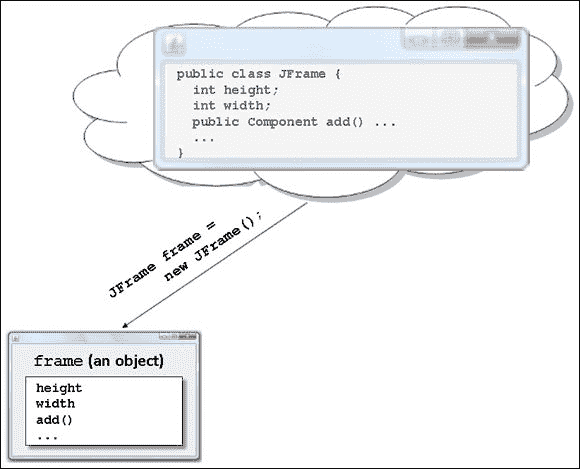 public class JFrame {
int height;
int width;
public Component add() ...
...
}
JFrame frame =
new JFrame();
frame (an object)
height
width
add()
...